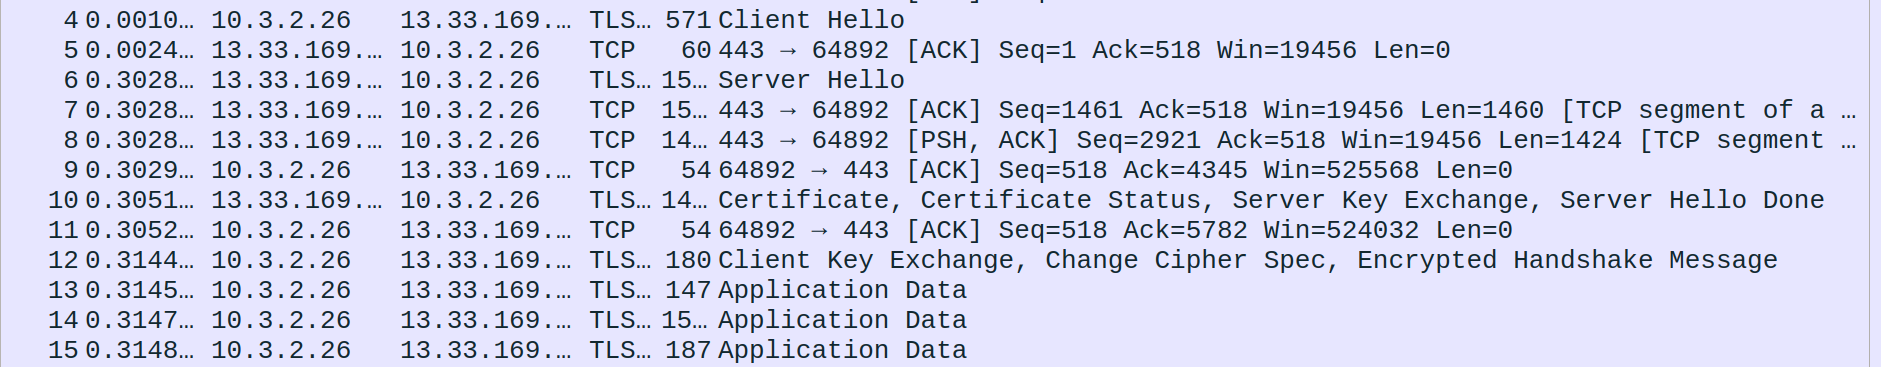 4 0.0010… 10.3.2.26 13.33.169.… TLS… 571 Client Hello
5 0.0024… 13.33.169.… 10.3.2.26 TCP 60 443 → 64892 [ACK] Seq=1 Ack=518 Win=19456 Len=0
6 0.3028… 13.33.169.… 10.3.2.26 TLS… 15… Server Hello
7 0.3028… 13.33.169.… 10.3.2.26 TCP 15… 443 → 64892 [ACK] Seq=1461 Ack=518 Win=19456 Len=1460 [TCP segment of a …
8 0.3028… 13.33.169.… 10.3.2.26 TCP 14… 443 → 64892 [PSH, ACK] Seq=2921 Ack=518 Win=19456 Len=1424 [TCP segment …
9 0.3029… 10.3.2.26 13.33.169.… TCP 54 64892 → 443 [ACK] Seq=518 Ack=4345 Win=525568 Len=0
10 0.3051… 13.33.169.… 10.3.2.26 TLS… 14… Certificate, Certificate Status, Server Key Exchange, Server Hello Done
11 0.3052… 10.3.2.26 13.33.169.… TCP 54 64892 → 443 [ACK] Seq=518 Ack=5782 Win=524032 Len=0
12 0.3144… 10.3.2.26 13.33.169.… TLS… 180 Client Key Exchange, Change Cipher Spec, Encrypted Handshake Message
13 0.3145… 10.3.2.26 13.33.169.… TLS… 147 Application Data
14 0.3147… 10.3.2.26 13.33.169.… TLS… 15… Application Data
15 0.3148… 10.3.2.26 13.33.169.… TLS… 187 Application Data